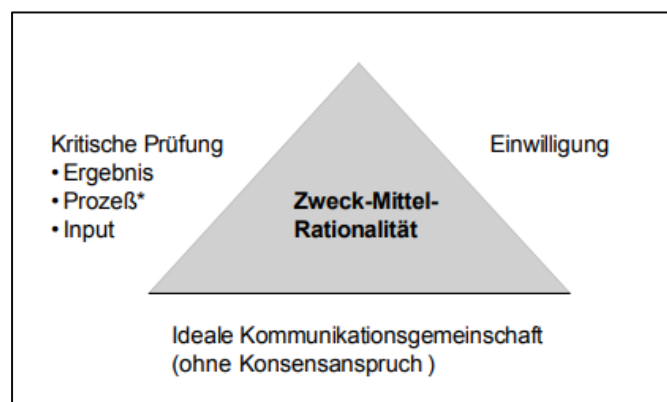 Kritische Prüfung
• Ergebnis
• Prozeß*
• Input
Einwilligung
Zweck-Mittel-
Rationalität
Ideale Kommunikationsgemeinschaft
(ohne Konsensanspruch )